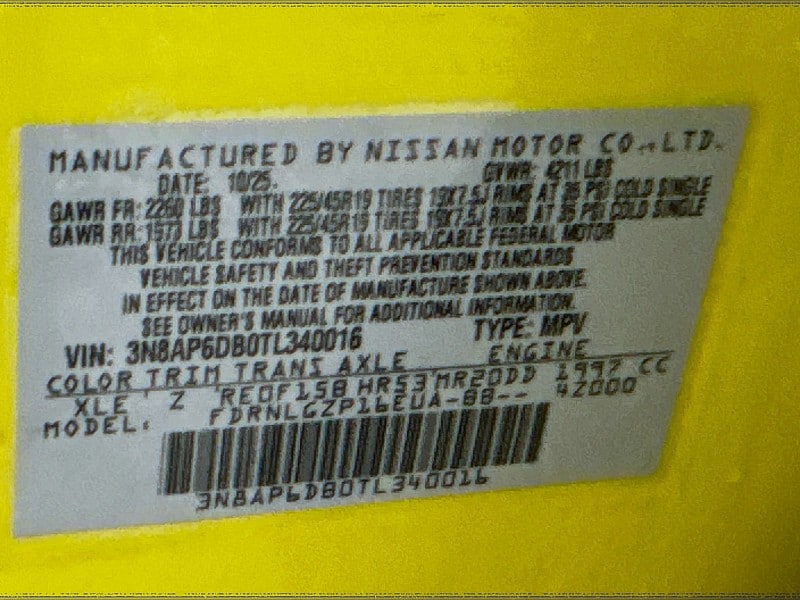 MANUFACTURED BY NISSAN MOTOR CO.,LTD.
DATE: 10/25. GVWR: 4211 LBS
GAWR FR: 2260 LBS WITH 225/45R19 TIRES 19X7.5J RIMS AT 36 PSI COLD SINGLE
GAWR RR: 1973 LBS WITH 225/45R19 TIRES 19X7.5J RIMS AT 36 PSI COLD SINGLE
THIS VEHICLE CONFORMS TO ALL APPLICABLE FEDERAL MOTOR
VEHICLE SAFETY AND THEFT PREVENTION STANDARDS
IN EFFECT ON THE DATE OF MANUFACTURE SHOWN ABOVE.
SEE OWNER'S MANUAL FOR ADDITIONAL INFORMATION.
VIN: 3N8AP6DB0TL340016 TYPE: MPV
COLOR TRIM TRANS AXLE ENGINE
XLE Z RE0F15B HR53 MR20DD 1997 CC
MODEL: FDRNLGZP16EUA-88-- 42000
3N8AP6DB0TL340016